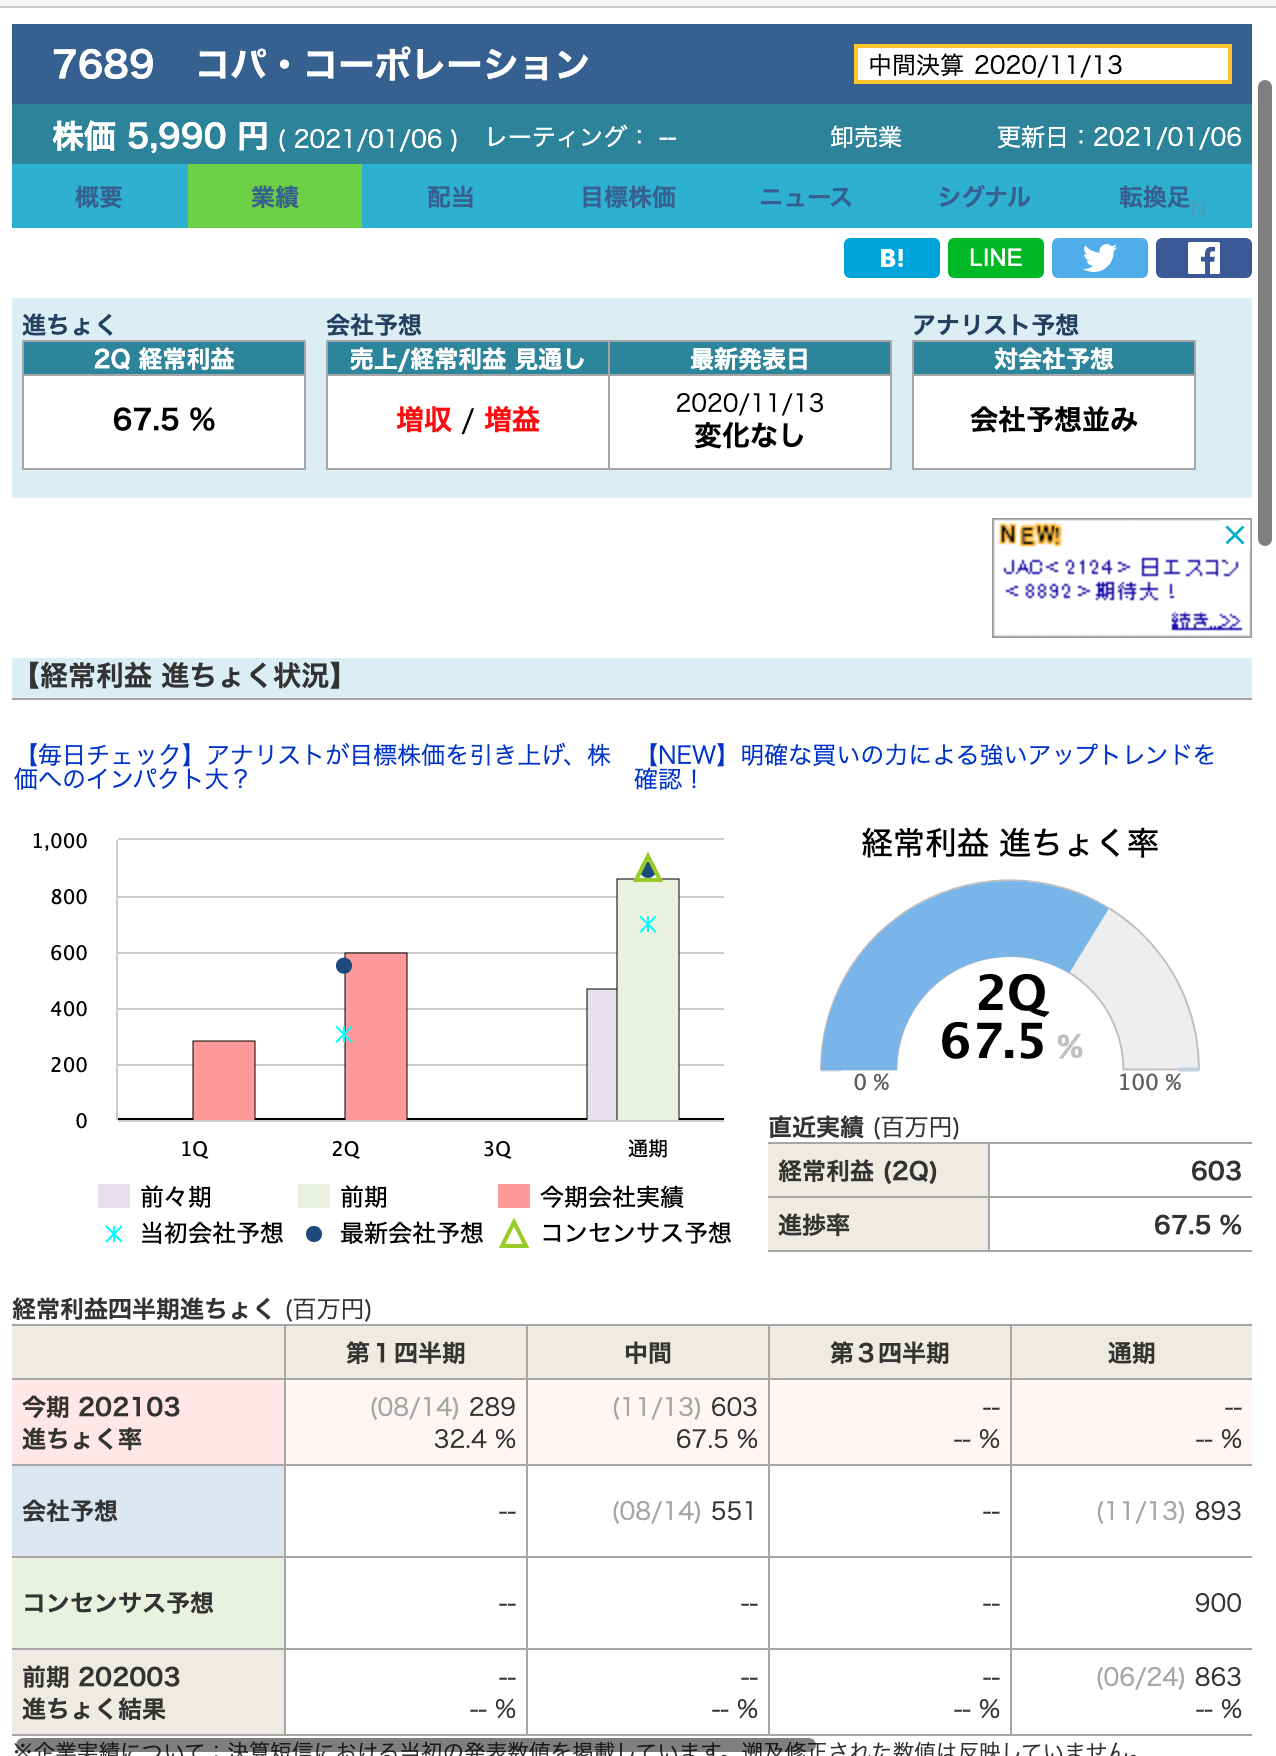 7689 コパ・コーポレーション
中間決算 2020/11/13
株価 5,990 円 ( 2021/01/06 ) レーティング： -- 卸売業 更新日：2021/01/06
概要 業績 配当 目標株価 ニュース シグナル 転換足
B! LINE
進ちょく 会社予想 アナリスト予想
2Q 経常利益 売上/経常利益 見通し 最新発表日 対会社予想
67.5 % 増収 / 増益 2020/11/13 会社予想並み
変化なし
NEW!
JAC<2124> 日エスコン
<8892>期待大！
続き..>>
【経常利益 進ちょく状況】
【毎日チェック】アナリストが目標株価を引き上げ、株
価へのインパクト大？
【NEW】明確な買いの力による強いアップトレンドを
確認！
1,000
800
600
400
200
0
1Q 2Q 3Q 通期
前々期 前期 今期会社実績
当初会社予想 最新会社予想 コンセンサス予想
経常利益 進ちょく率
2Q
67.5 %
0 % 100 %
直近実績 (百万円)
経常利益 (2Q) 603
進捗率 67.5 %
経常利益四半期進ちょく (百万円)
第１四半期 中間 第３四半期 通期
今期 202103 (08/14) 289 (11/13) 603 -- --
進ちょく率 32.4 % 67.5 % -- % -- %
会社予想 -- (08/14) 551 -- (11/13) 893
コンセンサス予想 -- -- -- 900
前期 202003 -- -- -- (06/24) 863
進ちょく結果 -- % -- % -- % -- %
※企業実績について：決算短信における当初の発表数値を掲載しています。遡及修正された数値は反映していません。